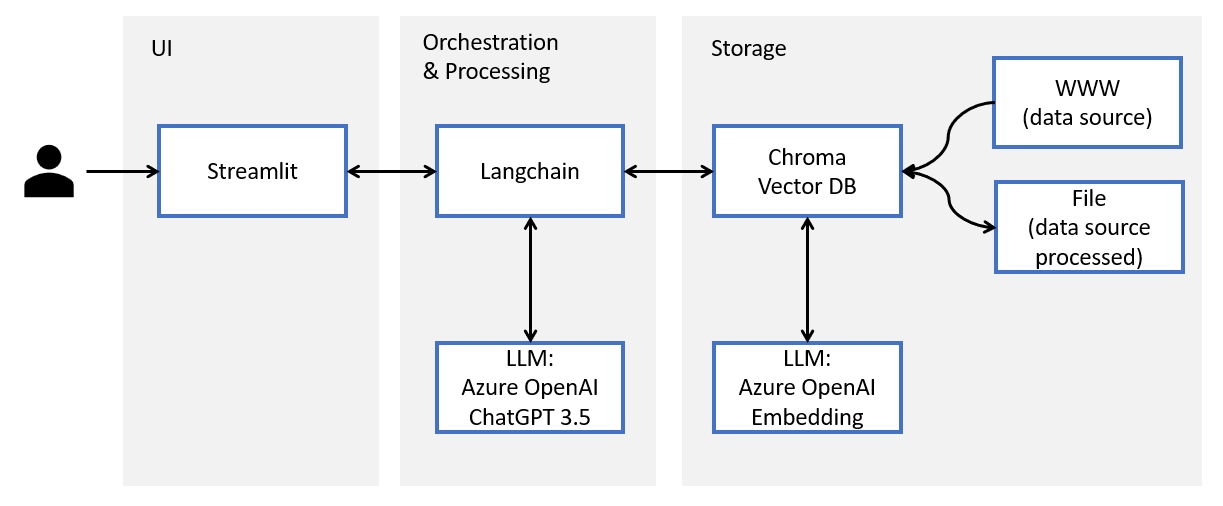 UI
Streamlit
Orchestration
& Processing
Langchain
LLM:
Azure OpenAI
ChatGPT 3.5
Storage
Chroma
Vector DB
LLM:
Azure OpenAI
Embedding
WWW
(data source)
File
(data source
processed)